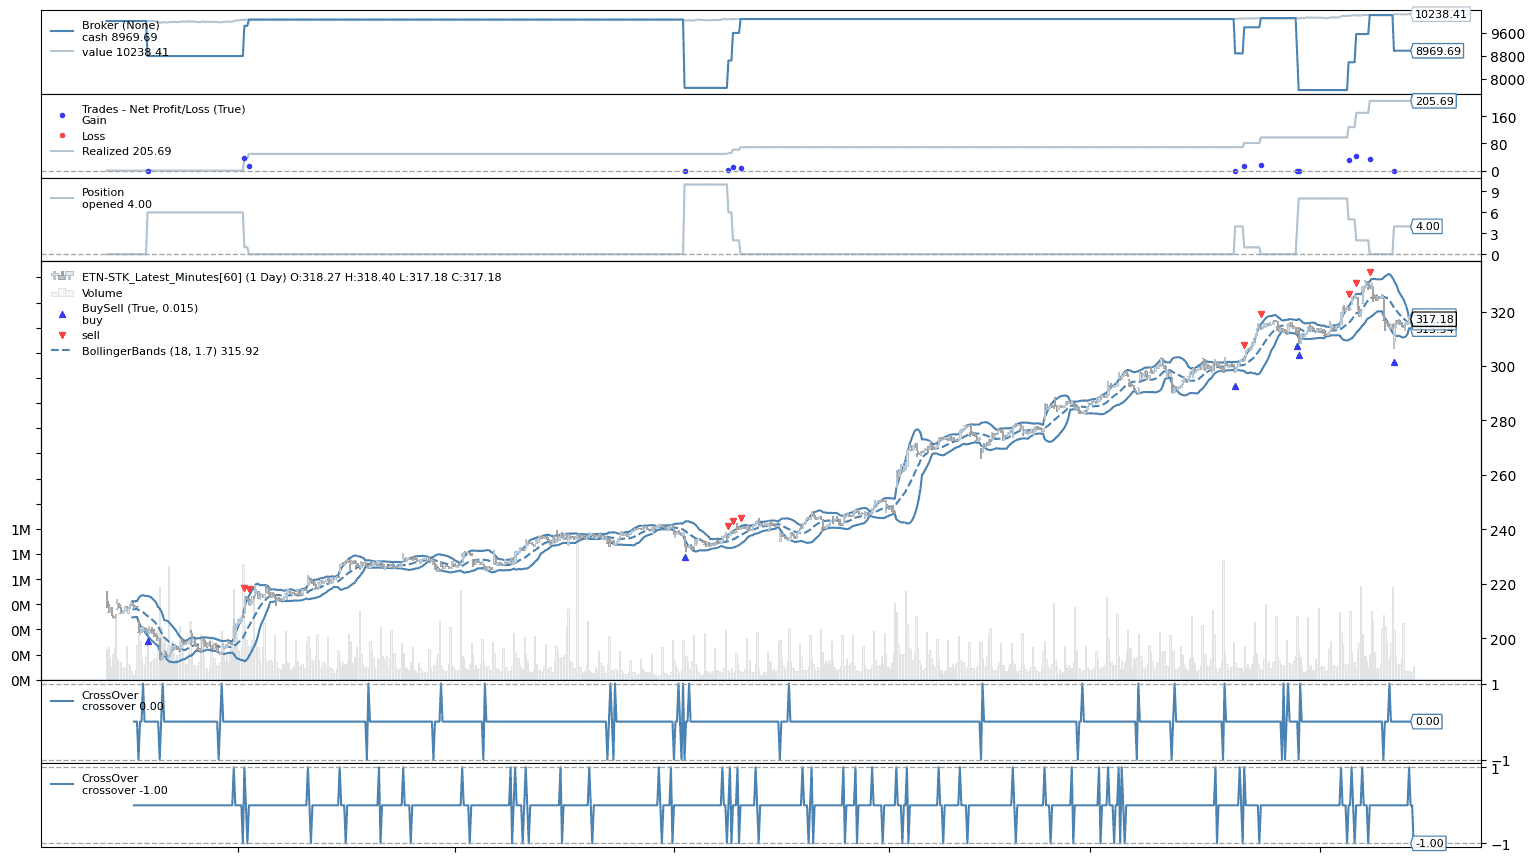 Broker (None)
cash 8969.69
value 10238.41
10238.41
9600
8969.69
8800
8000
Trades - Net Profit/Loss (True)
Gain
Loss
Realized 205.69
205.69
160
80
0
Position
opened 4.00
9
6
4.00
3
0
ETN-STK_Latest_Minutes[60] (1 Day) O:318.27 H:318.40 L:317.18 C:317.18
Volume
BuySell (True, 0.015)
buy
sell
BollingerBands (18, 1.7) 315.92
320
317.18
300
280
260
240
220
200
1M
1M
1M
0M
0M
0M
0M
CrossOver
crossover 0.00
1
0.00
−1
CrossOver
crossover -1.00
1
-1.00
−1